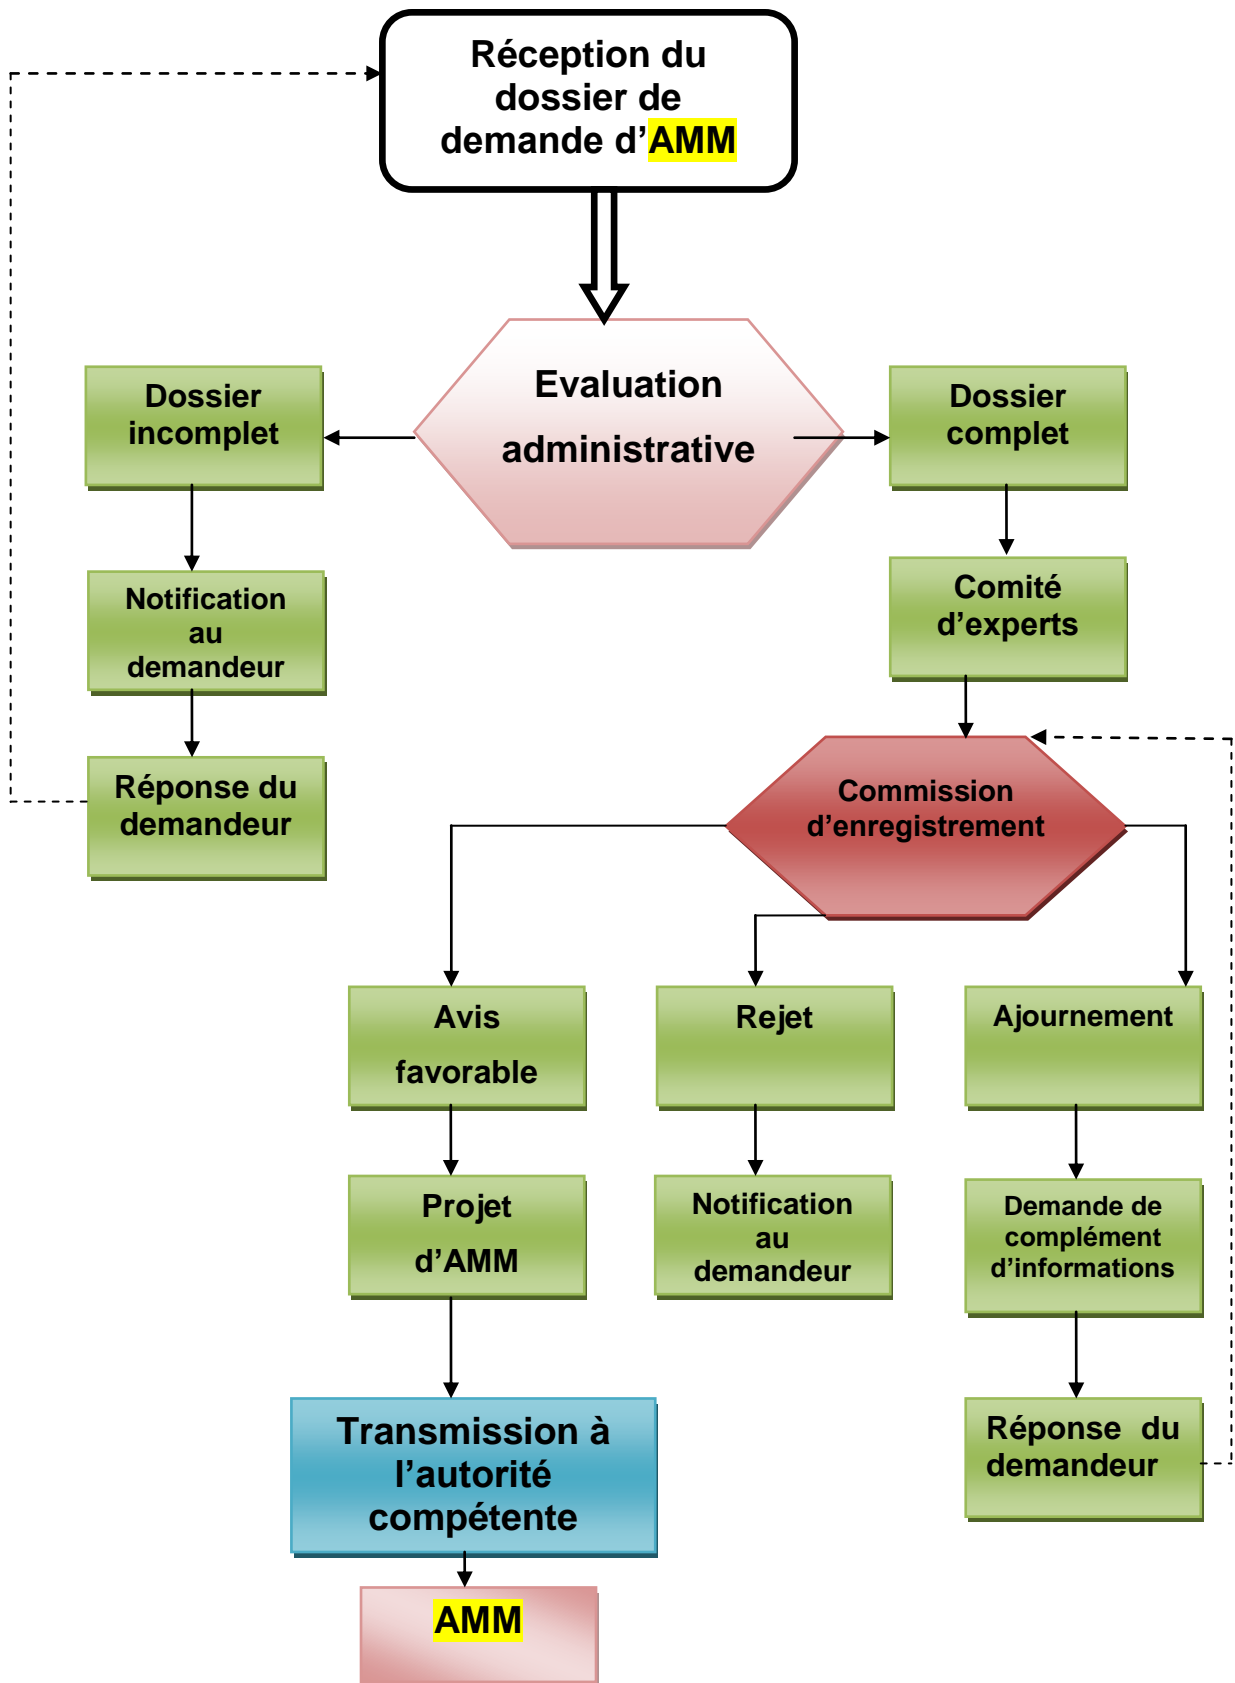 Réception du
dossier de
demande d’AMM
Evaluation
administrative
Dossier
incomplet
Dossier
complet
Notification
au
demandeur
Comité
d’experts
Réponse du
demandeur
Commission
d’enregistrement
Avis
favorable
Rejet
Ajournement
Projet
d’AMM
Notification
au
demandeur
Demande de
complément
d’informations
Transmission à
l’autorité
compétente
Réponse du
demandeur
AMM